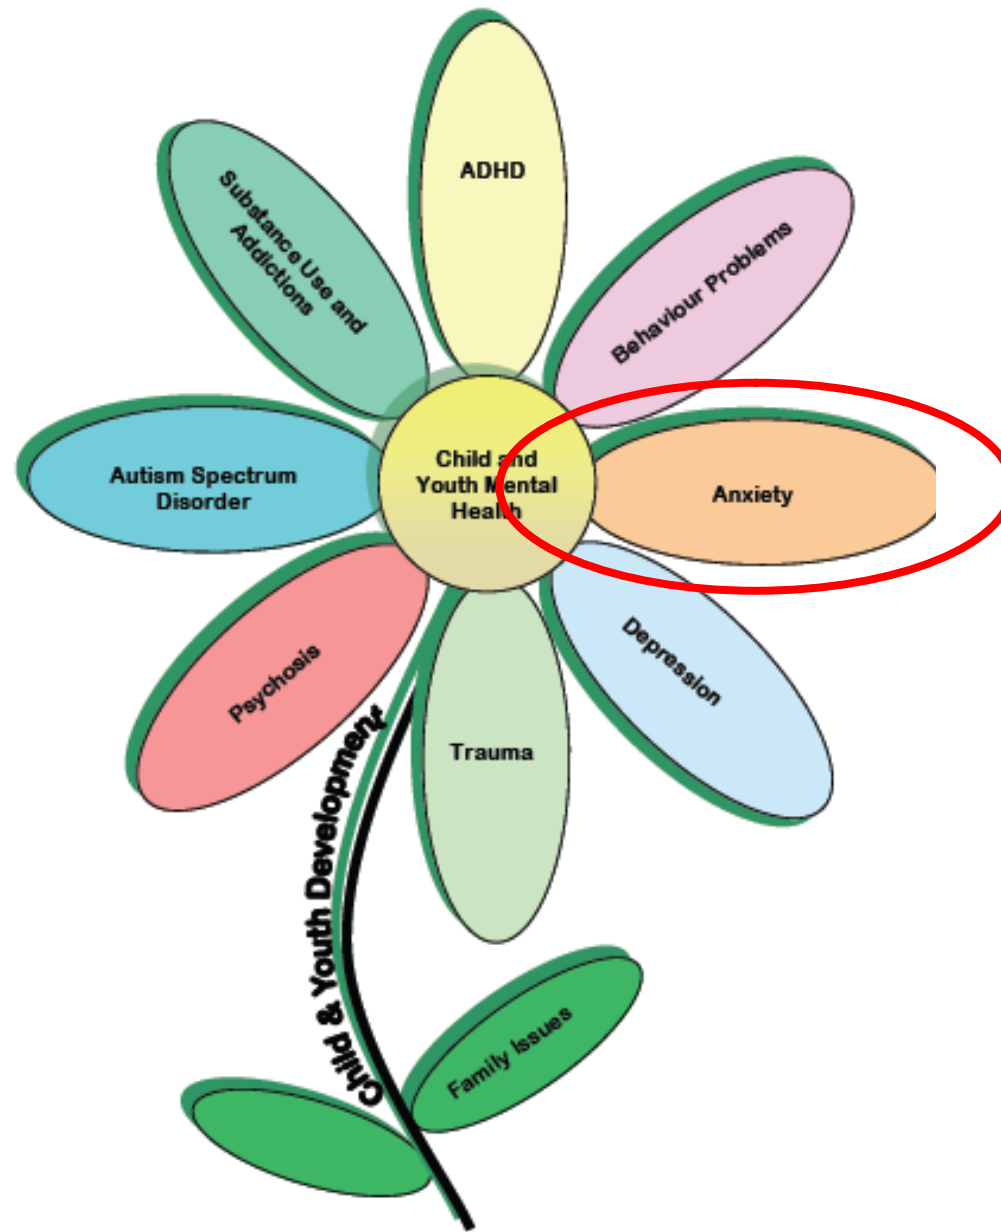 ADHD
Substance Use and
Addictions
Behaviour Problems
Child and
Youth Mental
Health
Autism Spectrum
Disorder
Anxiety
Psychosis
Depression
Trauma
Child & Youth Development
Family Issues